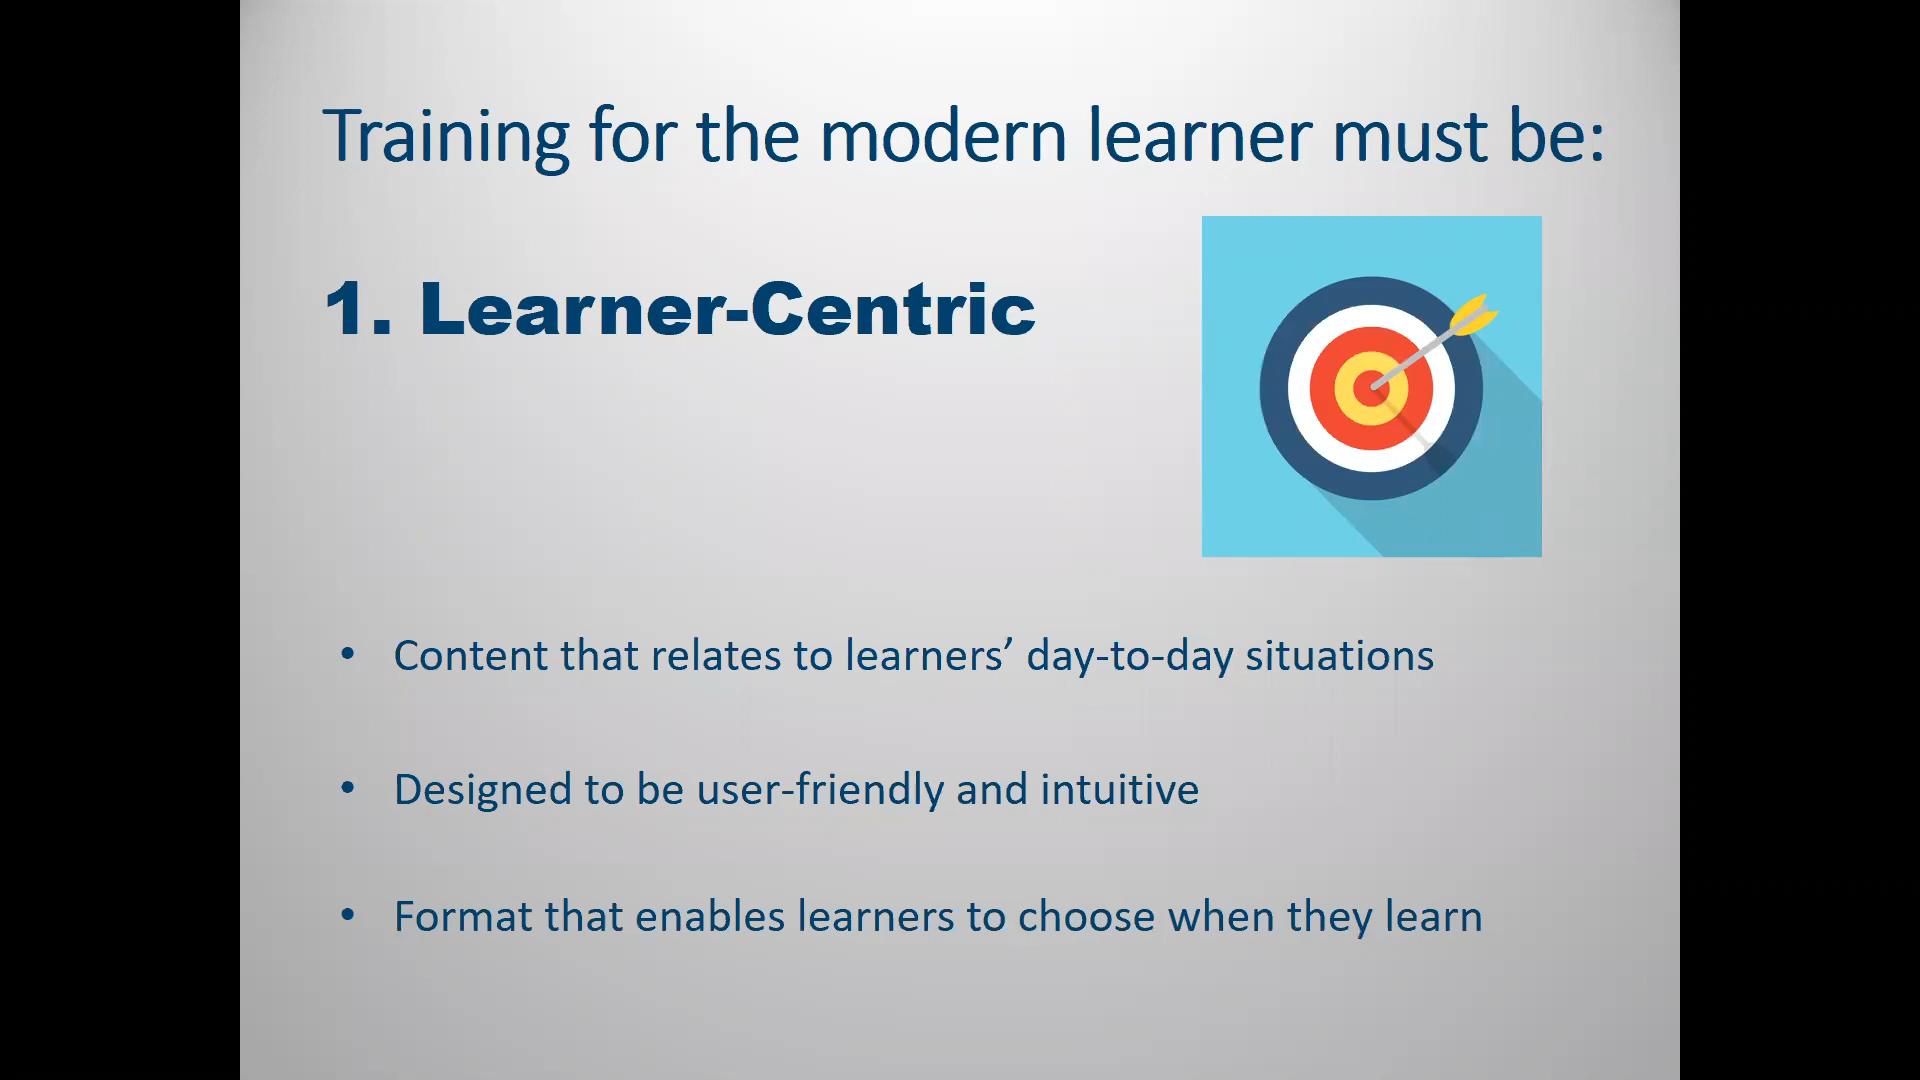 Training for the modern learner must be:
1. Learner-Centric
• Content that relates to learners’ day-to-day situations
• Designed to be user-friendly and intuitive
• Format that enables learners to choose when they learn